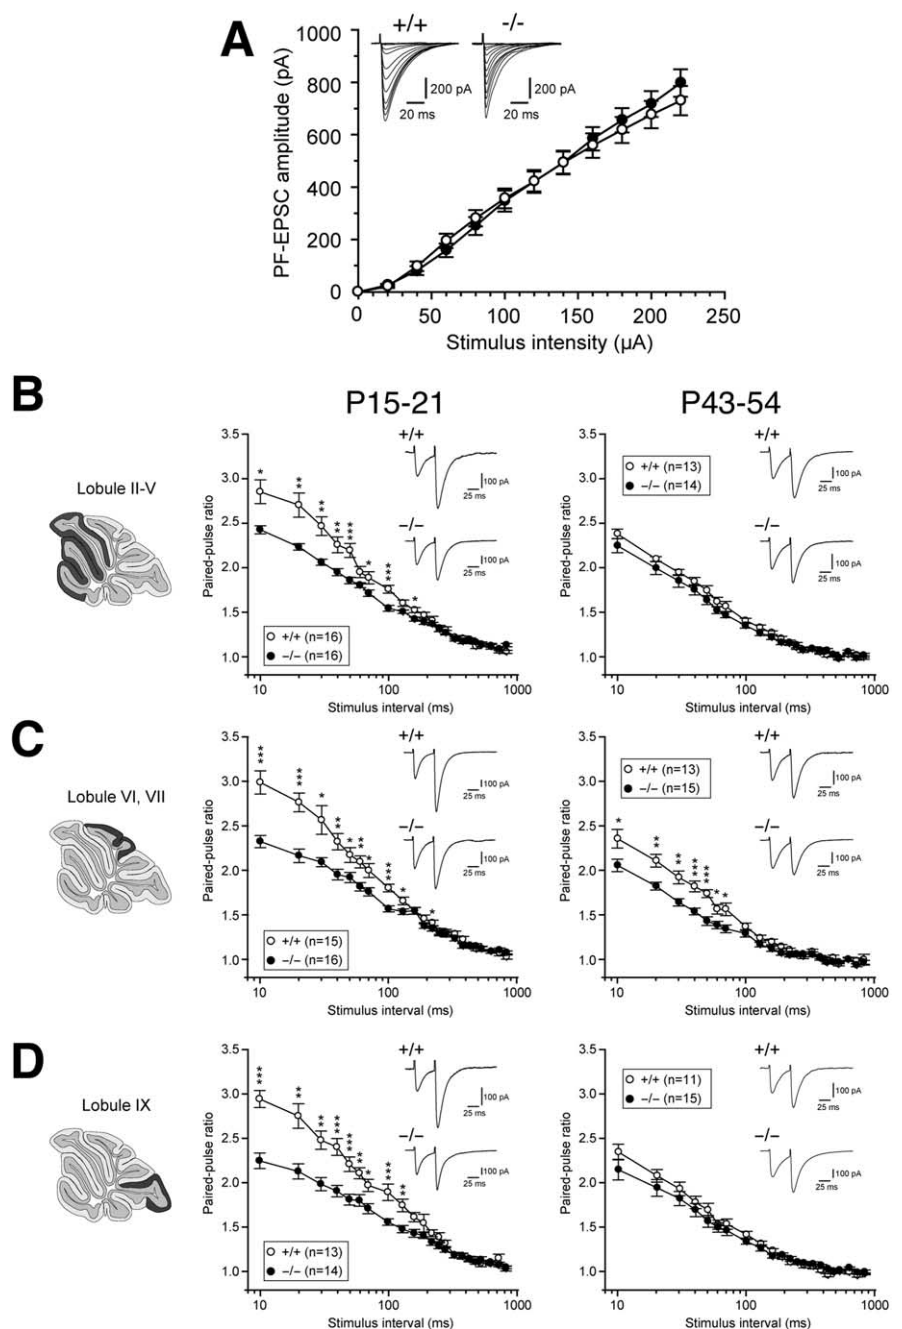 A
+/+
-/-
200 pA
20 ms
200 pA
20 ms
PF-EPSC amplitude (pA)
1000
800
600
400
200
0
0 50 100 150 200 250
Stimulus intensity (µA)
B
P15-21
P43-54
Lobule II-V
Paired-pulse ratio
3.5
3.0
2.5
2.0
1.5
1.0
* ** ** ** *** * *** *
+/+
100 pA
25 ms
−/−
100 pA
25 ms
+/+ (n=16)
−/− (n=16)
10 100 1000
Stimulus interval (ms)
Paired-pulse ratio
3.5
3.0
2.5
2.0
1.5
1.0
+/+ (n=13)
−/− (n=14)
+/+
100 pA
25 ms
−/−
100 pA
25 ms
10 100 1000
Stimulus interval (ms)
C
Lobule VI, VII
Paired-pulse ratio
3.5
3.0
2.5
2.0
1.5
1.0
*** *** * ** * ** * *** * *
+/+
100 pA
25 ms
−/−
100 pA
25 ms
+/+ (n=15)
−/− (n=16)
10 100 1000
Stimulus interval (ms)
Paired-pulse ratio
3.5
3.0
2.5
2.0
1.5
1.0
+/+ (n=13)
−/− (n=15)
* ** ** *** *** * *
+/+
100 pA
25 ms
−/−
100 pA
25 ms
10 100 1000
Stimulus interval (ms)
D
Lobule IX
Paired-pulse ratio
3.5
3.0
2.5
2.0
1.5
1.0
*** ** ** *** *** ** * *** **
+/+
100 pA
25 ms
−/−
100 pA
25 ms
+/+ (n=13)
−/− (n=14)
10 100 1000
Stimulus interval (ms)
Paired-pulse ratio
3.5
3.0
2.5
2.0
1.5
1.0
+/+ (n=11)
−/− (n=15)
+/+
100 pA
25 ms
−/−
100 pA
25 ms
10 100 1000
Stimulus interval (ms)